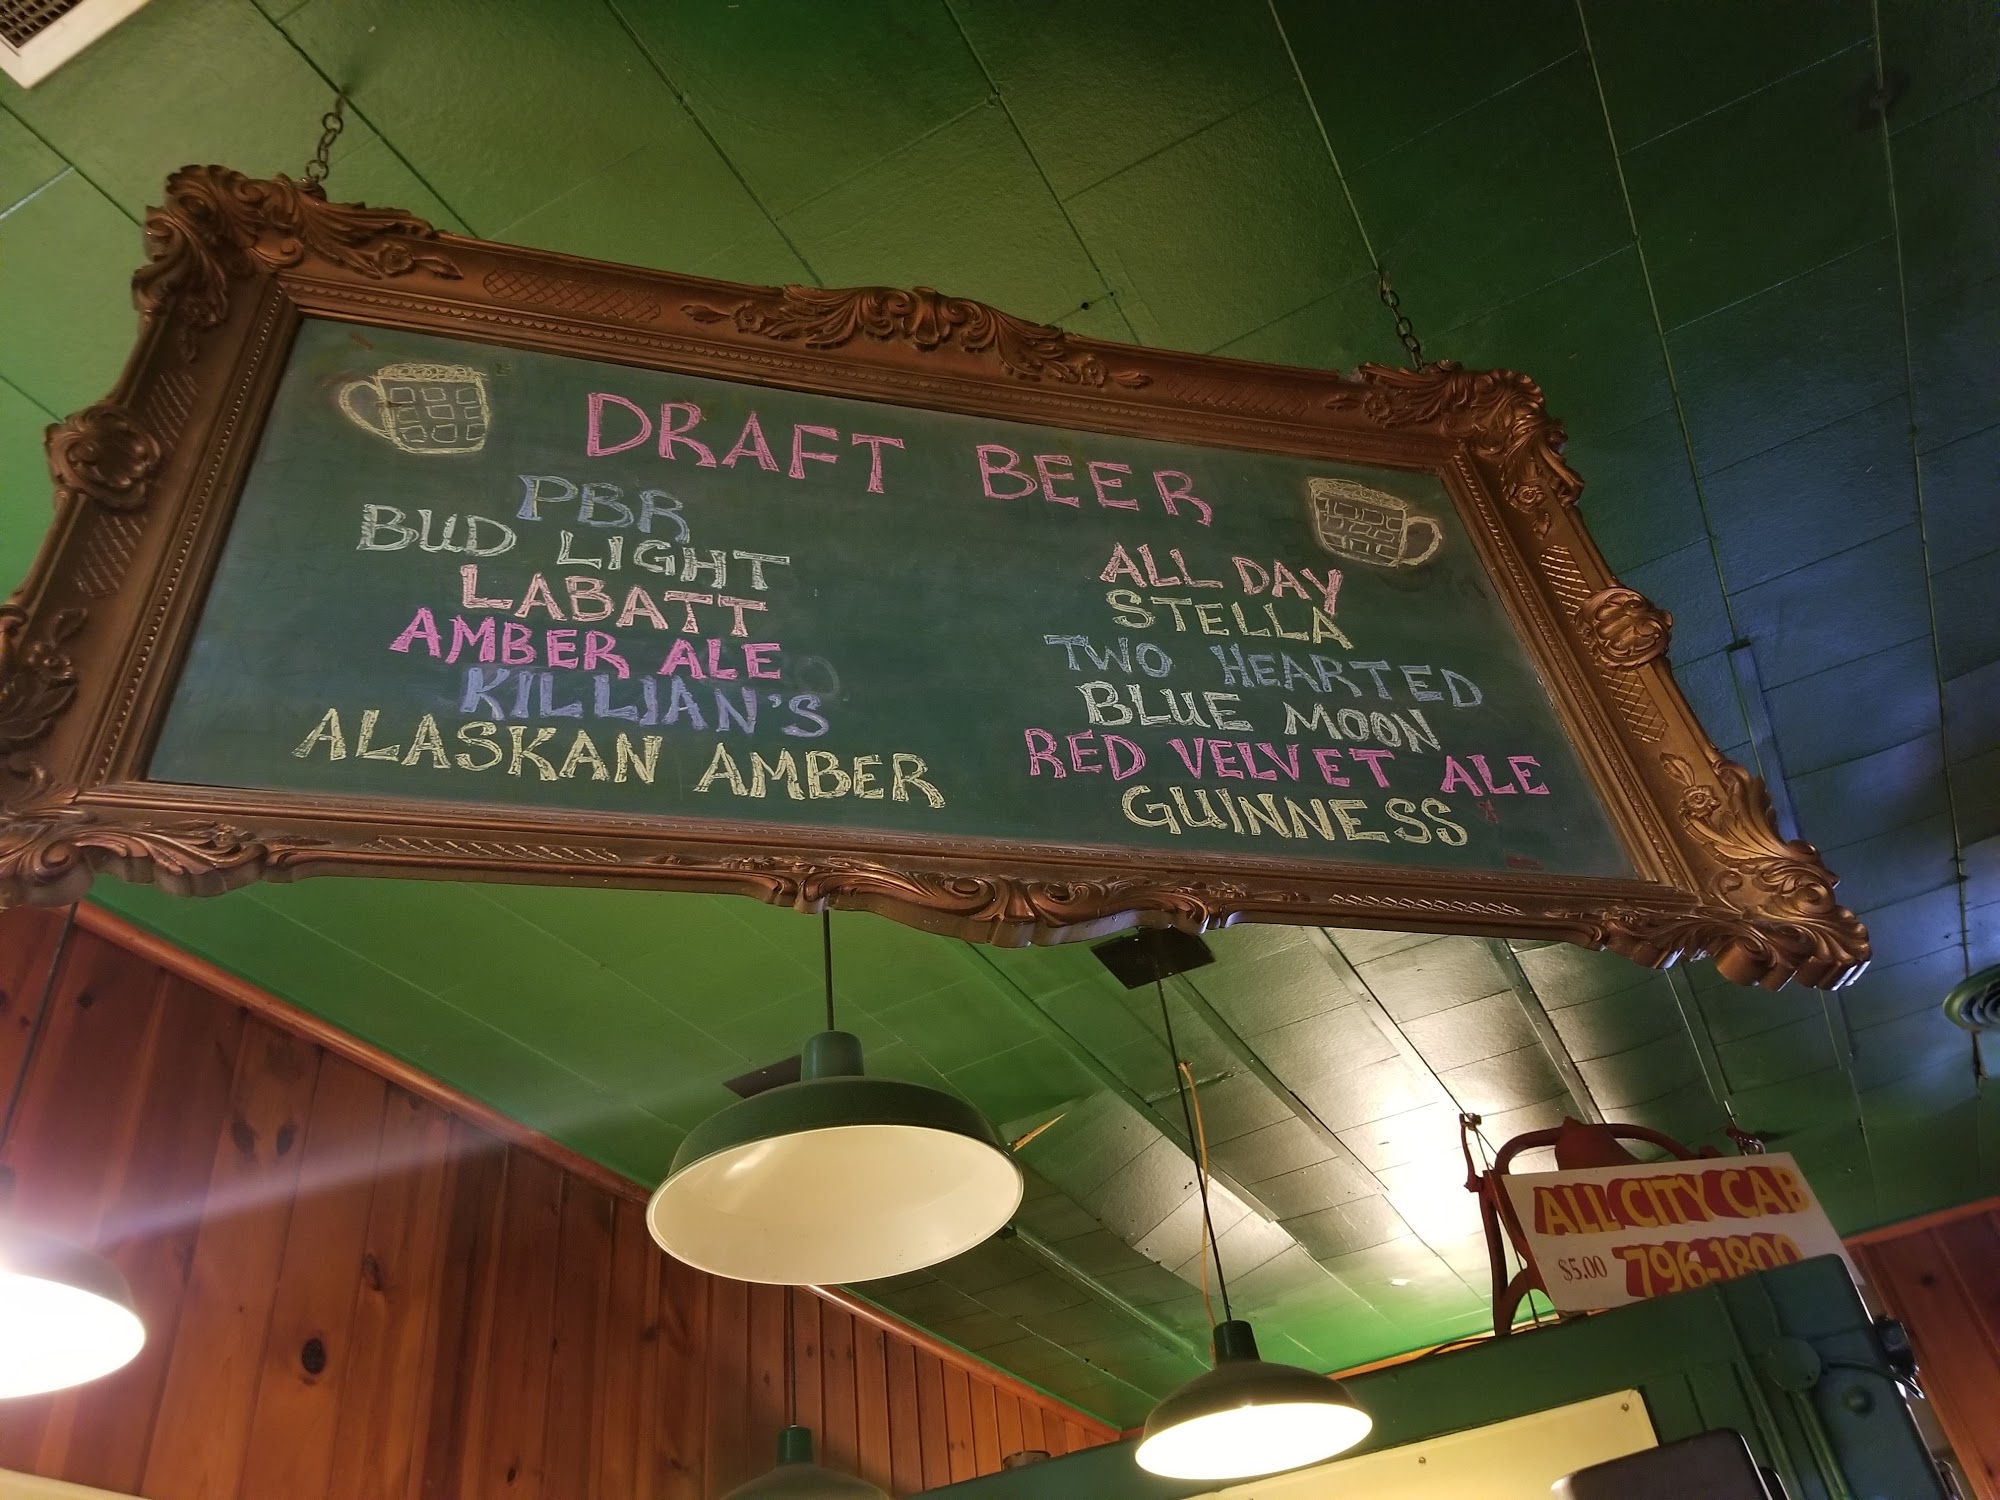 DRAFT BEER
PBR
BUD LIGHT
LABATT
AMBER ALE
KILLIAN'S
ALASKAN AMBER
ALL DAY
STELLA
TWO HEARTED
BLUE MOON
RED VELVET ALE
GUINNESS
ALL CITY CAB
$5.00 796-1800